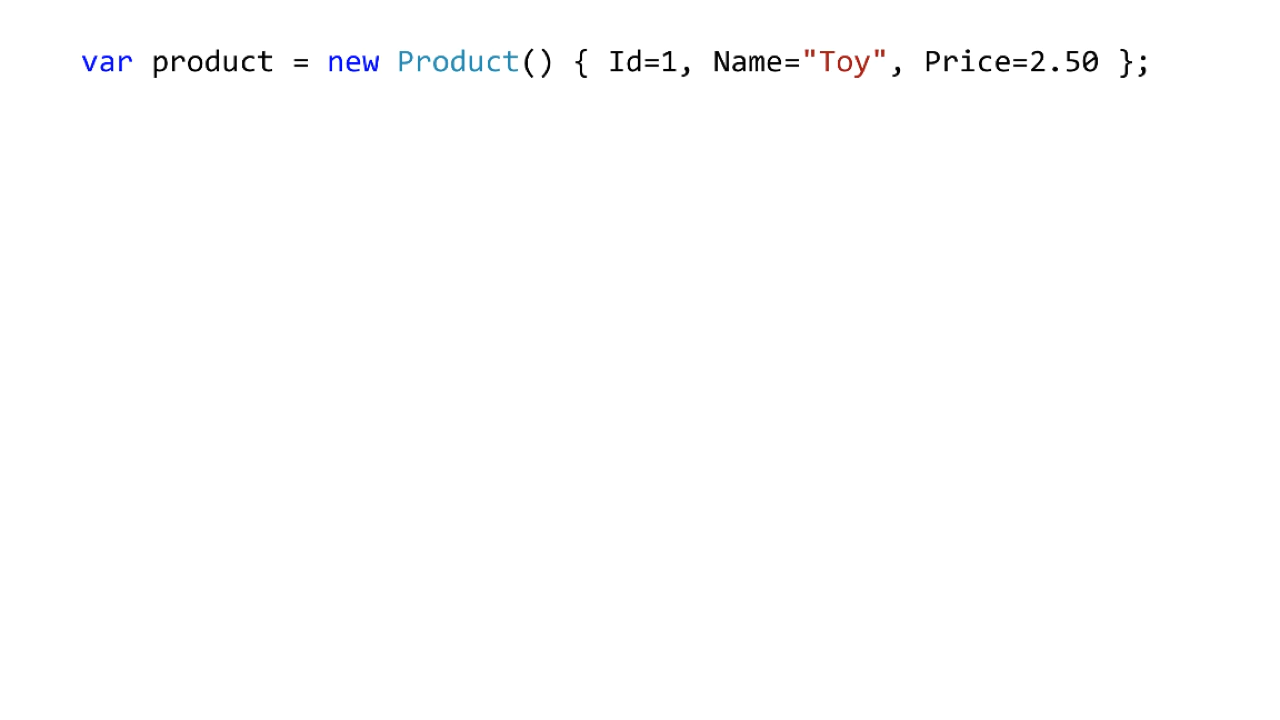 var product = new Product() { Id=1, Name="Toy", Price=2.50 };